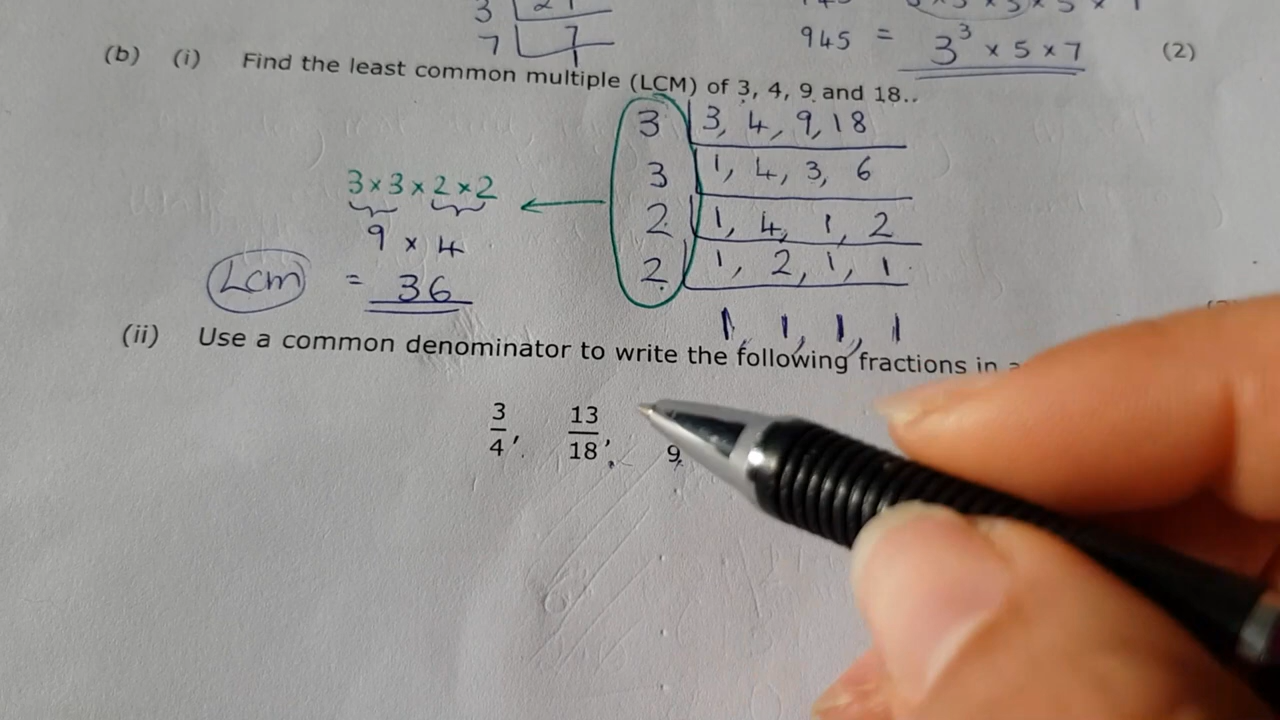 3 21
7 7
1
945 = 3³ × 5 × 7 (2)
(b) (i) Find the least common multiple (LCM) of 3, 4, 9 and 18..
3 3, 4, 9, 18
3 1, 4, 3, 6
2 1, 4, 1, 2
2 1, 2, 1, 1
1, 1, 1, 1
3×3×2×2
9 × 4
Lcm = 36
(ii) Use a common denominator to write the following fractions in
3/4, 13/18, 9